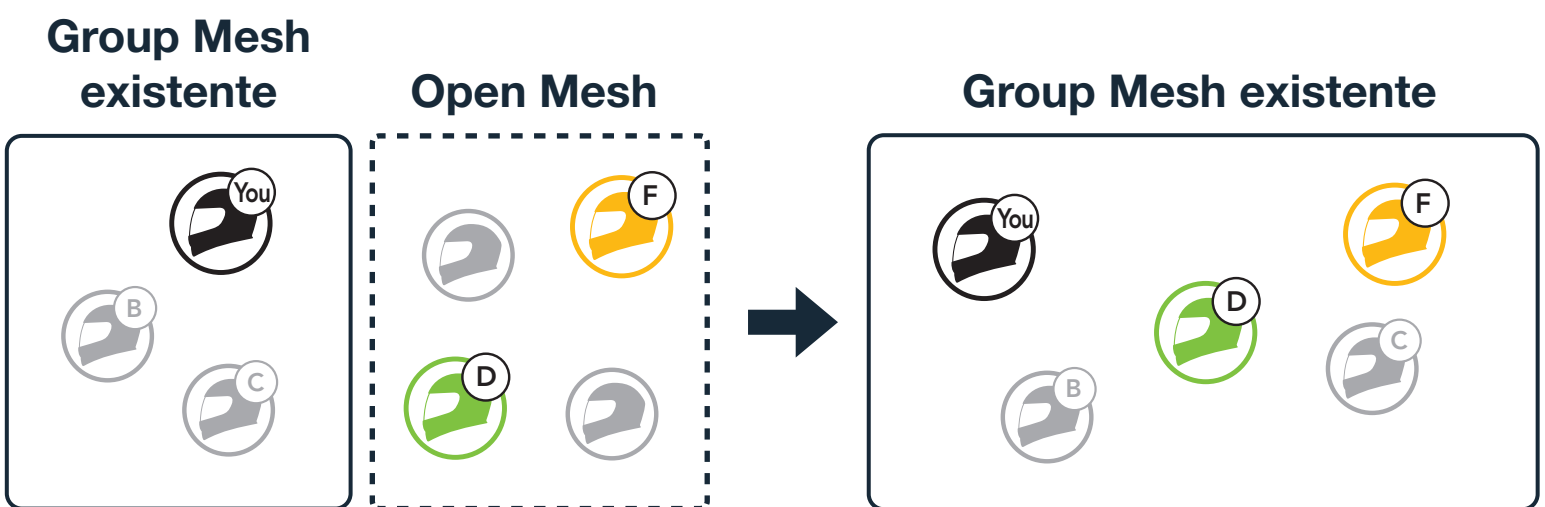 Group Mesh
existente
Open Mesh
Group Mesh existente
You
B
C
F
D
You
F
D
C
B